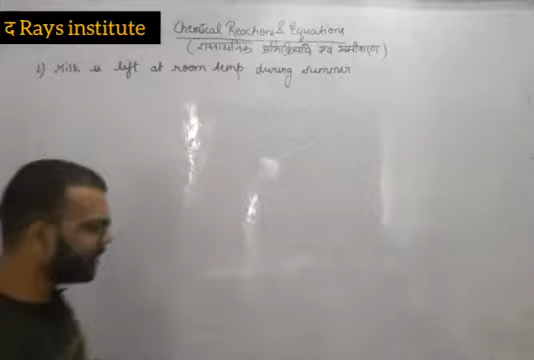 द Rays institute
Chemical Reactions & Equations
(रासायनिक अभिक्रियाएँ एवं समीकरण)
1) Milk is left at room temp during summer